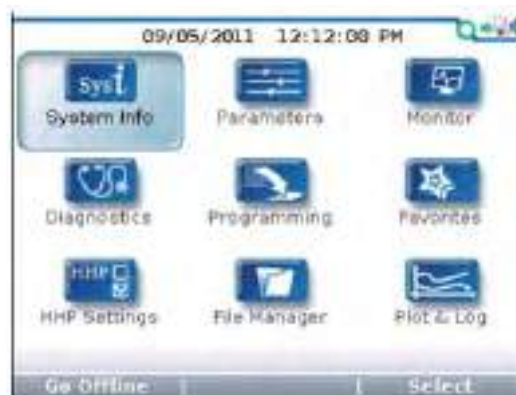 09/05/2011 12:12:08 PM
Sysi
System Info
Parameters
Monitor
Diagnostics
Programming
Favorites
HHP
HHP Settings
File Manager
Plot & Log
Go Offline
Select